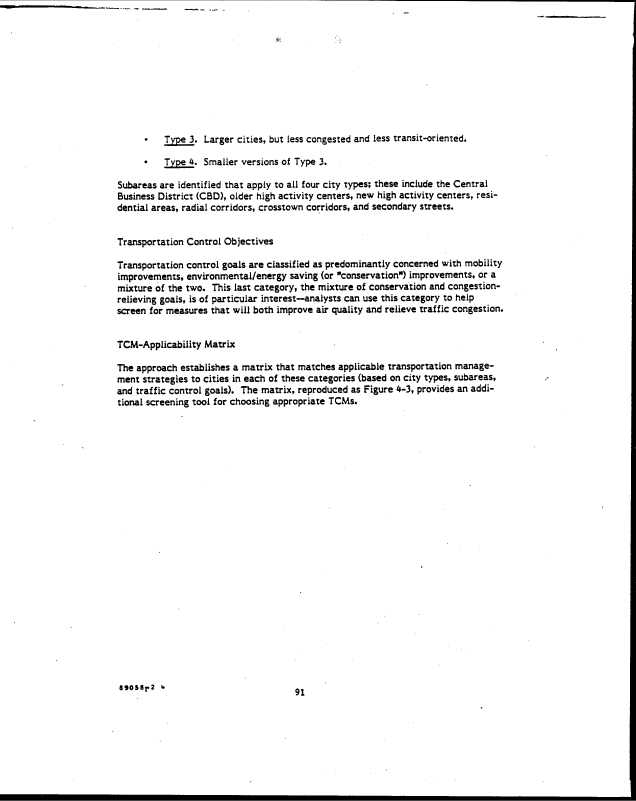 • Type 3. Larger cities, but less congested and less transit-oriented.
• Type 4. Smaller versions of Type 3.
Subareas are identified that apply to all four city types; these include the Central
Business District (CBD), older high activity centers, new high activity centers, resi-
dential areas, radial corridors, crosstown corridors, and secondary streets.
Transportation Control Objectives
Transportation control goals are classified as predominantly concerned with mobility
improvements, environmental/energy saving (or "conservation") improvements, or a
mixture of the two. This last category, the mixture of conservation and congestion-
relieving goals, is of particular interest—analysts can use this category to help
screen for measures that will both improve air quality and relieve traffic congestion.
TCM-Applicability Matrix
The approach establishes a matrix that matches applicable transportation manage-
ment strategies to cities in each of these categories (based on city types, subareas,
and traffic control goals). The matrix, reproduced as Figure 4-3, provides an addi-
tional screening tool for choosing appropriate TCMs.
91